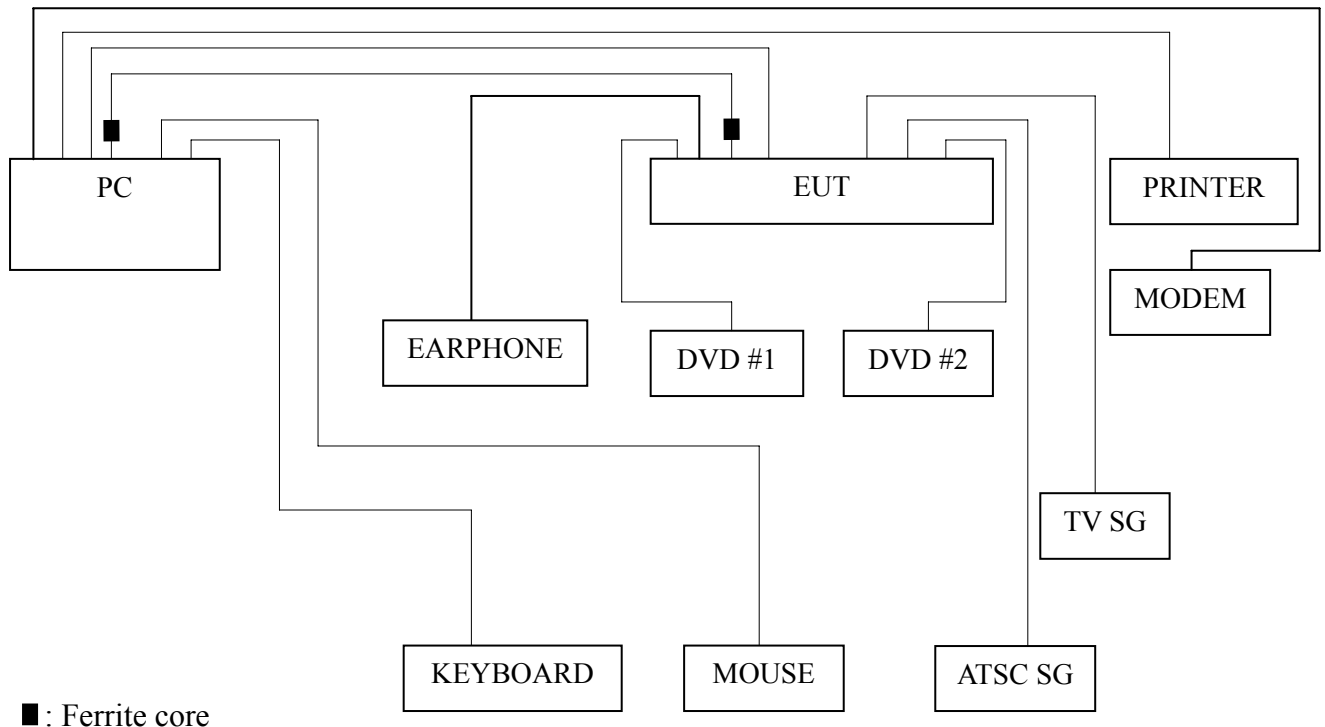 PC
EUT
PRINTER
MODEM
EARPHONE
DVD #1
DVD #2
TV SG
KEYBOARD
MOUSE
ATSC SG
: Ferrite core